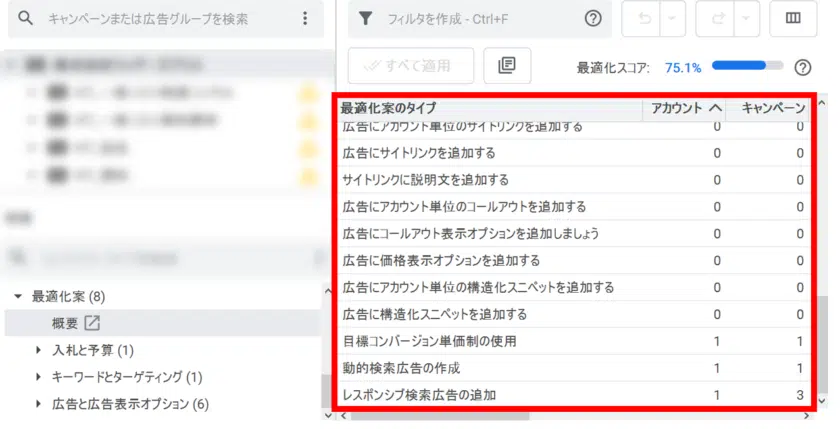 キャンペーンまたは広告グループを検索
フィルタを作成 - Ctrl+F
すべて適用
最適化スコア: 75.1%
最適化案のタイプ アカウント キャンペーン
広告にアカウント単位のサイトリンクを追加する 0 0
広告にサイトリンクを追加する 0 0
サイトリンクに説明文を追加する 0 0
広告にアカウント単位のコールアウトを追加する 0 0
広告にコールアウト表示オプションを追加しましょう 0 0
広告に価格表示オプションを追加する 0 0
広告にアカウント単位の構造化スニペットを追加する 0 0
広告に構造化スニペットを追加する 0 0
目標コンバージョン単価制の使用 1 1
動的検索広告の作成 1 1
レスポンシブ検索広告の追加 1 3
最適化案 (8)
概要
入札と予算 (1)
キーワードとターゲティング (1)
広告と広告表示オプション (6)